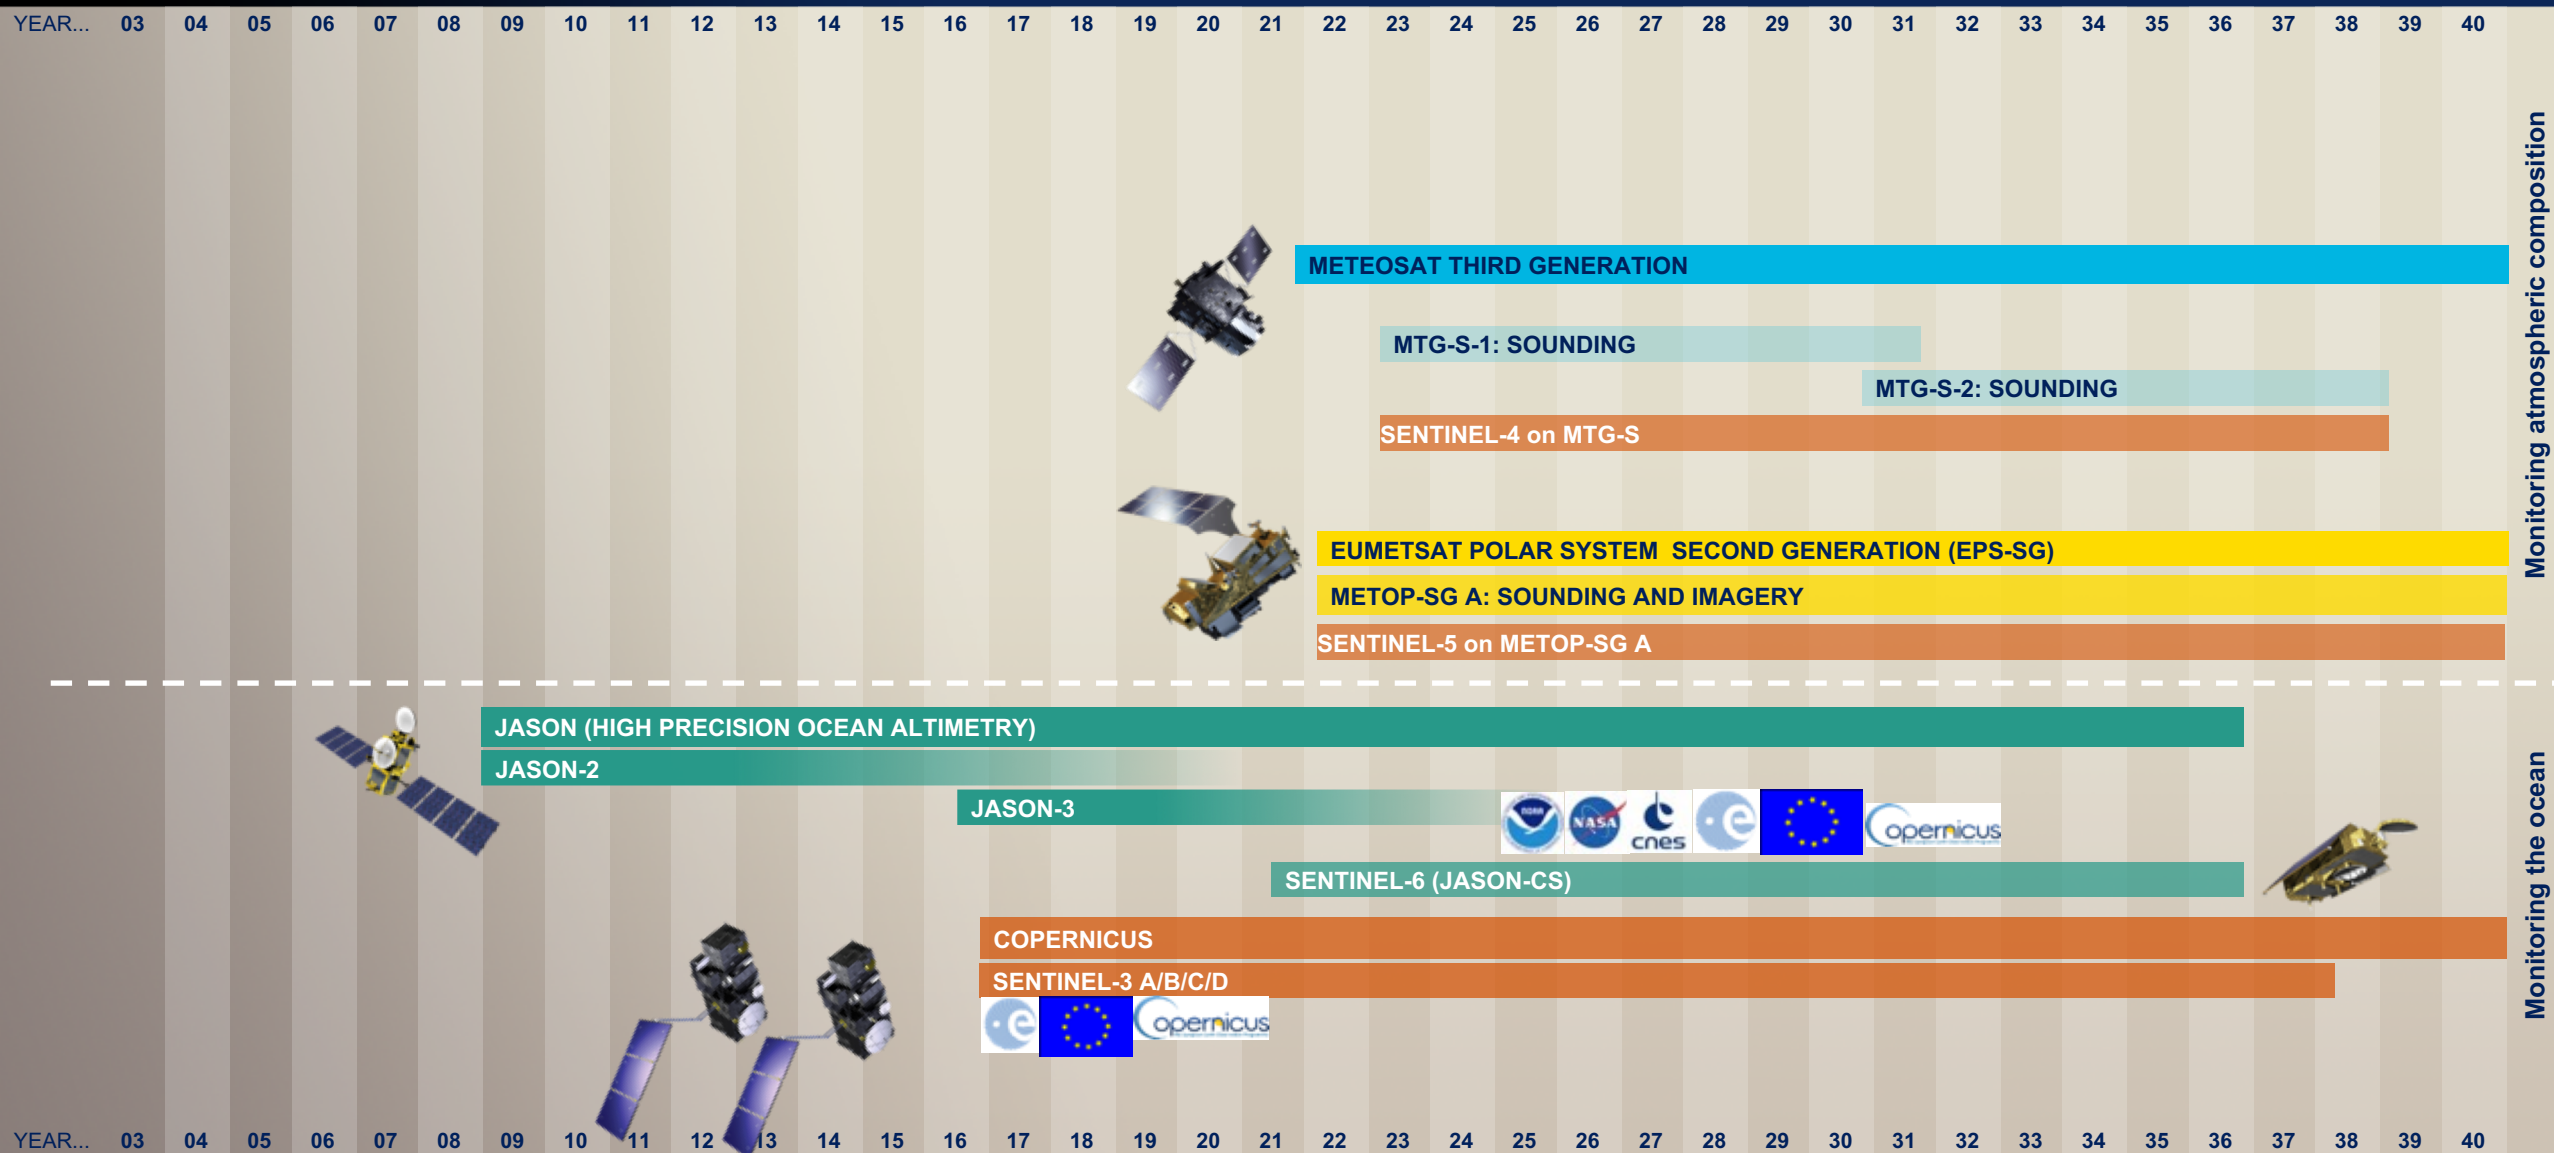 YEAR... 03 04 05 06 07 08 09 10 11 12 13 14 15 16 17 18 19 20 21 22 23 24 25 26 27 28 29 30 31 32 33 34 35 36 37 38 39 40
Monitoring atmospheric composition
METEOSAT THIRD GENERATION
MTG-S-1: SOUNDING
MTG-S-2: SOUNDING
SENTINEL-4 on MTG-S
EUMETSAT POLAR SYSTEM SECOND GENERATION (EPS-SG)
METOP-SG A: SOUNDING AND IMAGERY
SENTINEL-5 on METOP-SG A
Monitoring the ocean
JASON (HIGH PRECISION OCEAN ALTIMETRY)
JASON-2
JASON-3
NOAA
NASA
cnes
e
opernicus
SENTINEL-6 (JASON-CS)
COPERNICUS
SENTINEL-3 A/B/C/D
e
opernicus
YEAR... 03 04 05 06 07 08 09 10 11 12 13 14 15 16 17 18 19 20 21 22 23 24 25 26 27 28 29 30 31 32 33 34 35 36 37 38 39 40